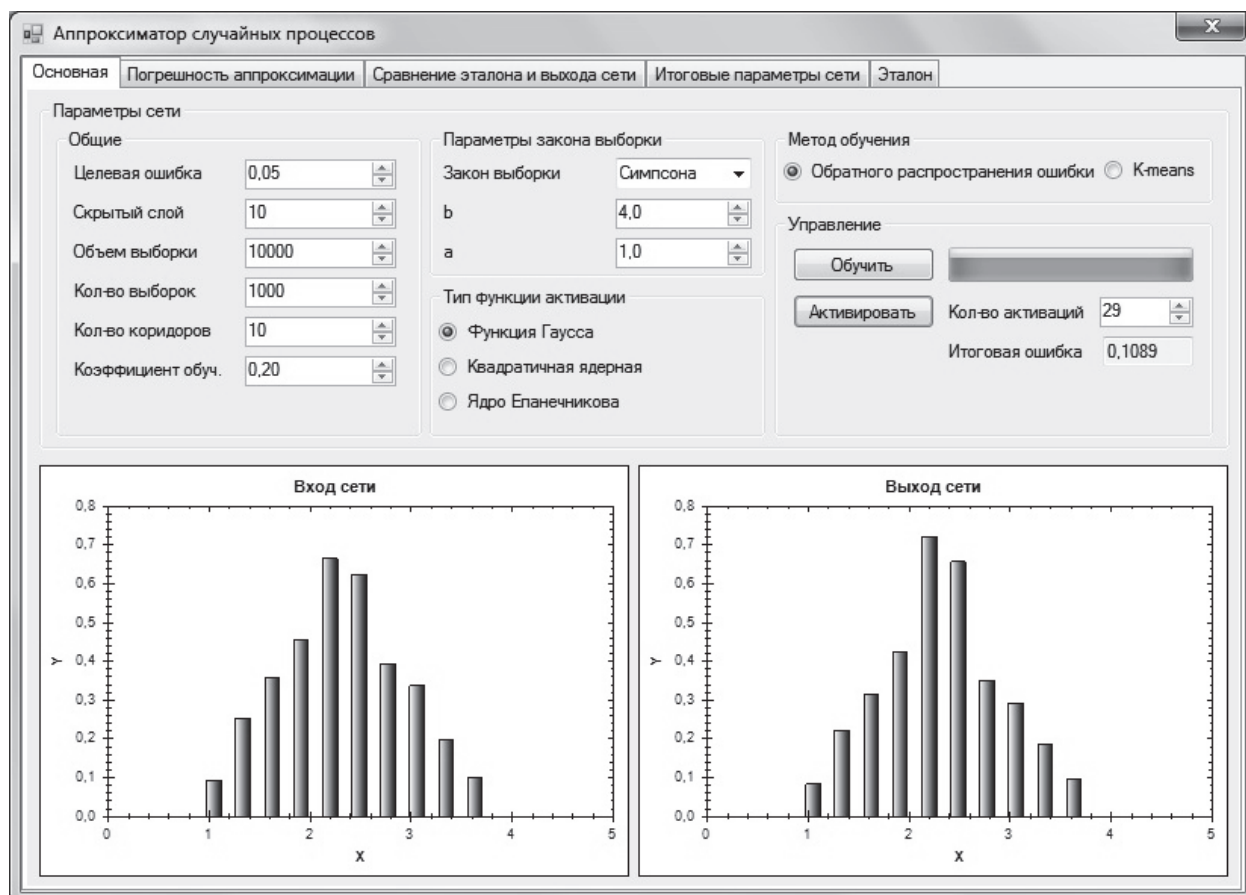 Аппроксиматор случайных процессов
X
Основная
Погрешность аппроксимации
Сравнение эталона и выхода сети
Итоговые параметры сети
Эталон
Параметры сети
Общие
Целевая ошибка 0,05
Скрытый слой 10
Объем выборки 10000
Кол-во выборок 1000
Кол-во коридоров 10
Коэффициент обуч. 0,20
Параметры закона выборки
Закон выборки Симпсона
b 4,0
a 1,0
Тип функции активации
Функция Гаусса
Квадратичная ядерная
Ядро Епанечникова
Метод обучения
Обратного распространения ошибки K-means
Управление
Обучить
Активировать Кол-во активаций 29
Итоговая ошибка 0,1089
Вход сети
0,8
0,7
0,6
0,5
0,4
0,3
0,2
0,1
0,0
Y
0 1 2 3 4 5
X
Выход сети
0,8
0,7
0,6
0,5
0,4
0,3
0,2
0,1
0,0
Y
0 1 2 3 4 5
X